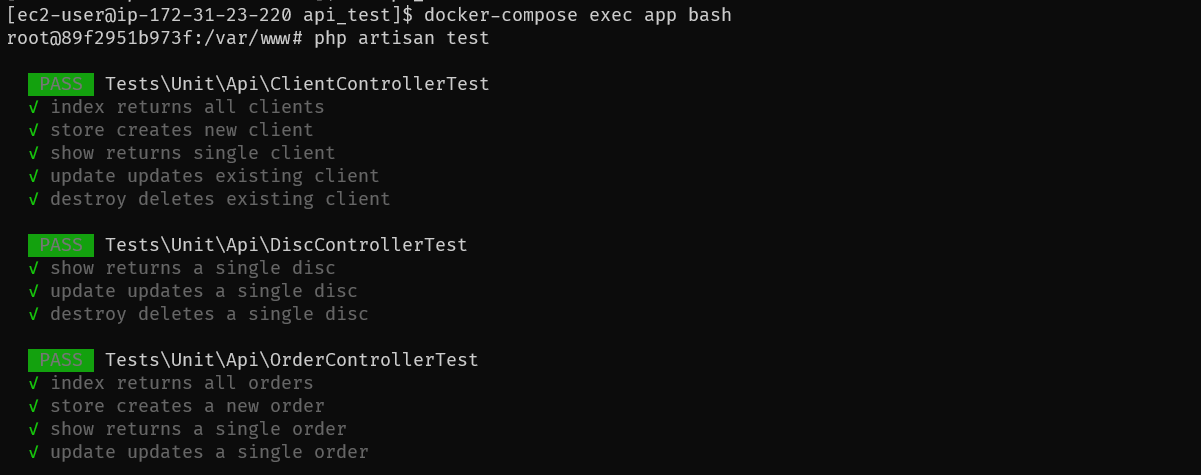 [ec2-user@ip-172-31-23-220 api_test]$ docker-compose exec app bash
root@89f2951b973f:/var/www# php artisan test
PASS Tests\Unit\Api\ClientControllerTest
✓ index returns all clients
✓ store creates new client
✓ show returns single client
✓ update updates existing client
✓ destroy deletes existing client
PASS Tests\Unit\Api\DiscControllerTest
✓ show returns a single disc
✓ update updates a single disc
✓ destroy deletes a single disc
PASS Tests\Unit\Api\OrderControllerTest
✓ index returns all orders
✓ store creates a new order
✓ show returns a single order
✓ update updates a single order